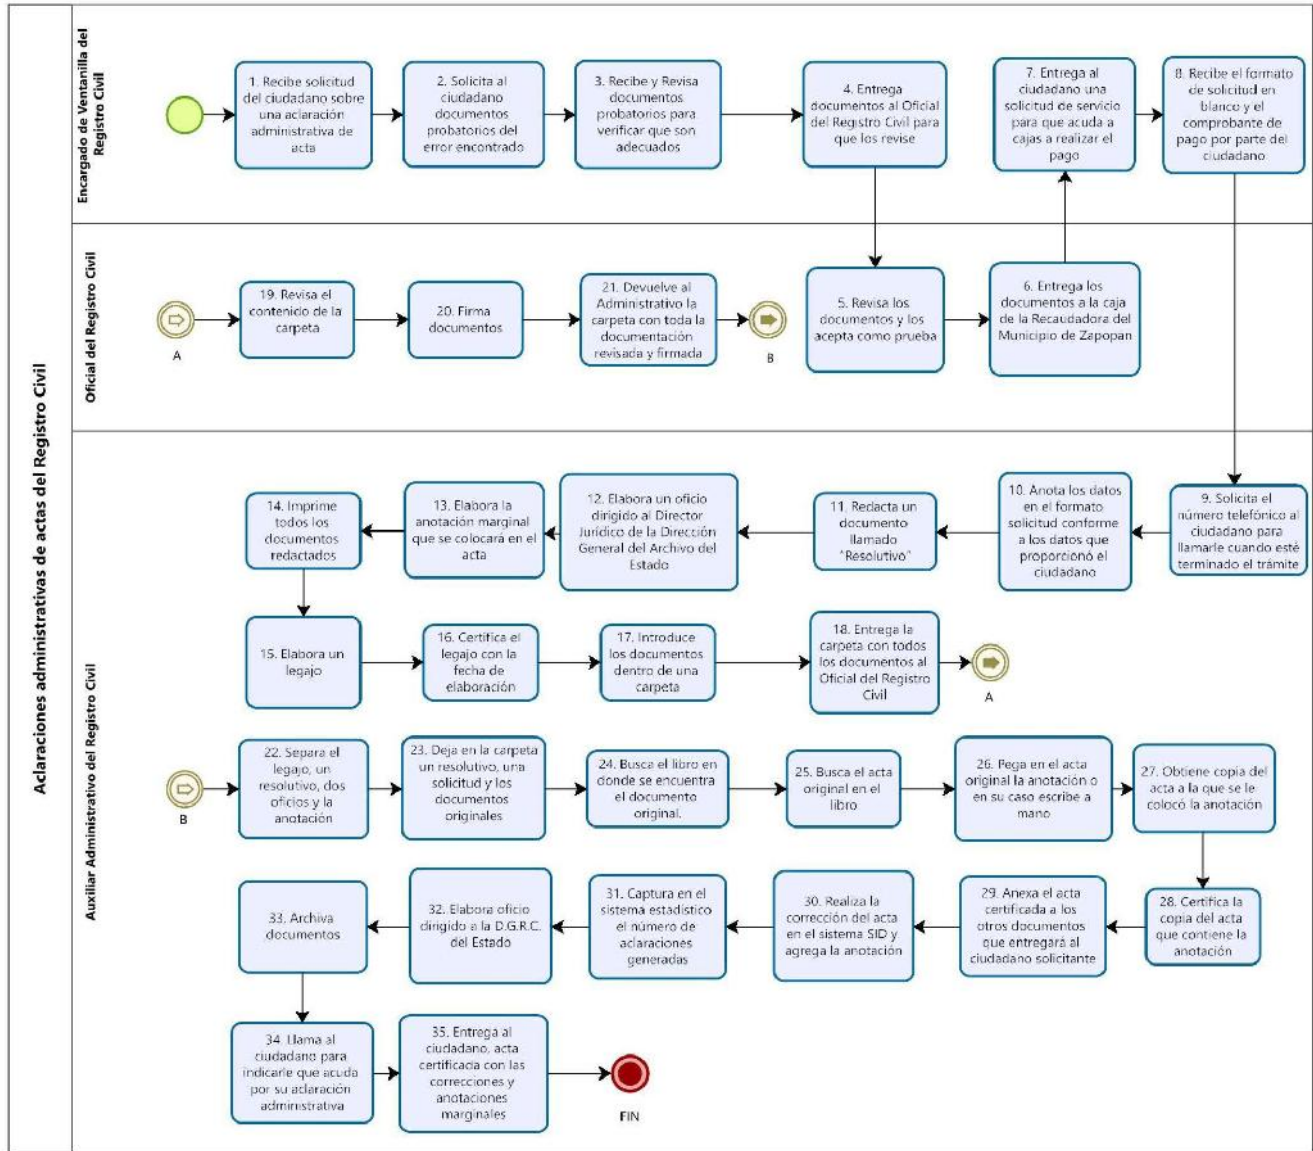 Aclaraciones administrativas de actas del Registro Civil
Encargado de Ventanilla del
Registro Civil
1. Recibe solicitud
del ciudadano sobre
una aclaración
administrativa de
acta
2. Solicita al
ciudadano
documentos
probatorios del
error encontrado
3. Recibe y Revisa
documentos
probatorios para
verificar que son
adecuados
4. Entrega
documentos al Oficial
del Registro Civil para
que los revise
7. Entrega al
ciudadano una
solicitud de servicio
para que acuda a
cajas a realizar el
pago
8. Recibe el formato
de solicitud en
blanco y el
comprobante de
pago por parte del
ciudadano
Oficial del Registro Civil
A
19. Revisa el
contenido de la
carpeta
20. Firma
documentos
21. Devuelve al
Administrativo la
carpeta con toda la
documentación
revisada y firmada
B
5. Revisa los
documentos y los
acepta como prueba
6. Entrega los
documentos a la caja
de la Recaudadora del
Municipio de Zapopan
Auxiliar Administrativo del Registro Civil
9. Solicita el
número telefónico al
ciudadano para
llamarle cuando esté
terminado el trámite
10. Anota los datos
en el formato
solicitud conforme
a los datos que
proporcionó el
ciudadano
11. Redacta un
documento
llamado
"Resolutivo"
12. Elabora un oficio
dirigido al Director
Jurídico de la Dirección
General del Archivo del
Estado
13. Elabora la
anotación marginal
que se colocará en el
acta
14. Imprime
todos los
documentos
redactados
15. Elabora un
legajo
16. Certifica el
legajo con la
fecha de
elaboración
17. Introduce
los documentos
dentro de una
carpeta
18. Entrega la
carpeta con todos
los documentos al
Oficial del Registro
Civil
A
B
22. Separa el
legajo, un
resolutivo, dos
oficios y la
anotación
23. Deja en la carpeta
un resolutivo, una
solicitud y los
documentos
originales
24. Busca el libro en
donde se encuentra
el documento
original.
25. Busca el acta
original en el
libro
26. Pega en el acta
original la anotación o
en su caso escribe a
mano
27. Obtiene copia del
acta a la que se le
colocó la anotación
28. Certifica la
copia del acta
que contiene la
anotación
29. Anexa el acta
certificada a los
otros documentos
que entregará al
ciudadano solicitante
30. Realiza la
corrección del acta
en el sistema SID y
agrega la anotación
31. Captura en el
sistema estadístico
el número de
aclaraciones
generadas
32. Elabora oficio
dirigido a la D.G.R.C.
del Estado
33. Archiva
documentos
34. Llama al
ciudadano para
indicarle que acuda
por su aclaración
administrativa
35. Entrega al
ciudadano, acta
certificada con las
correcciones y
anotaciones
marginales
FIN